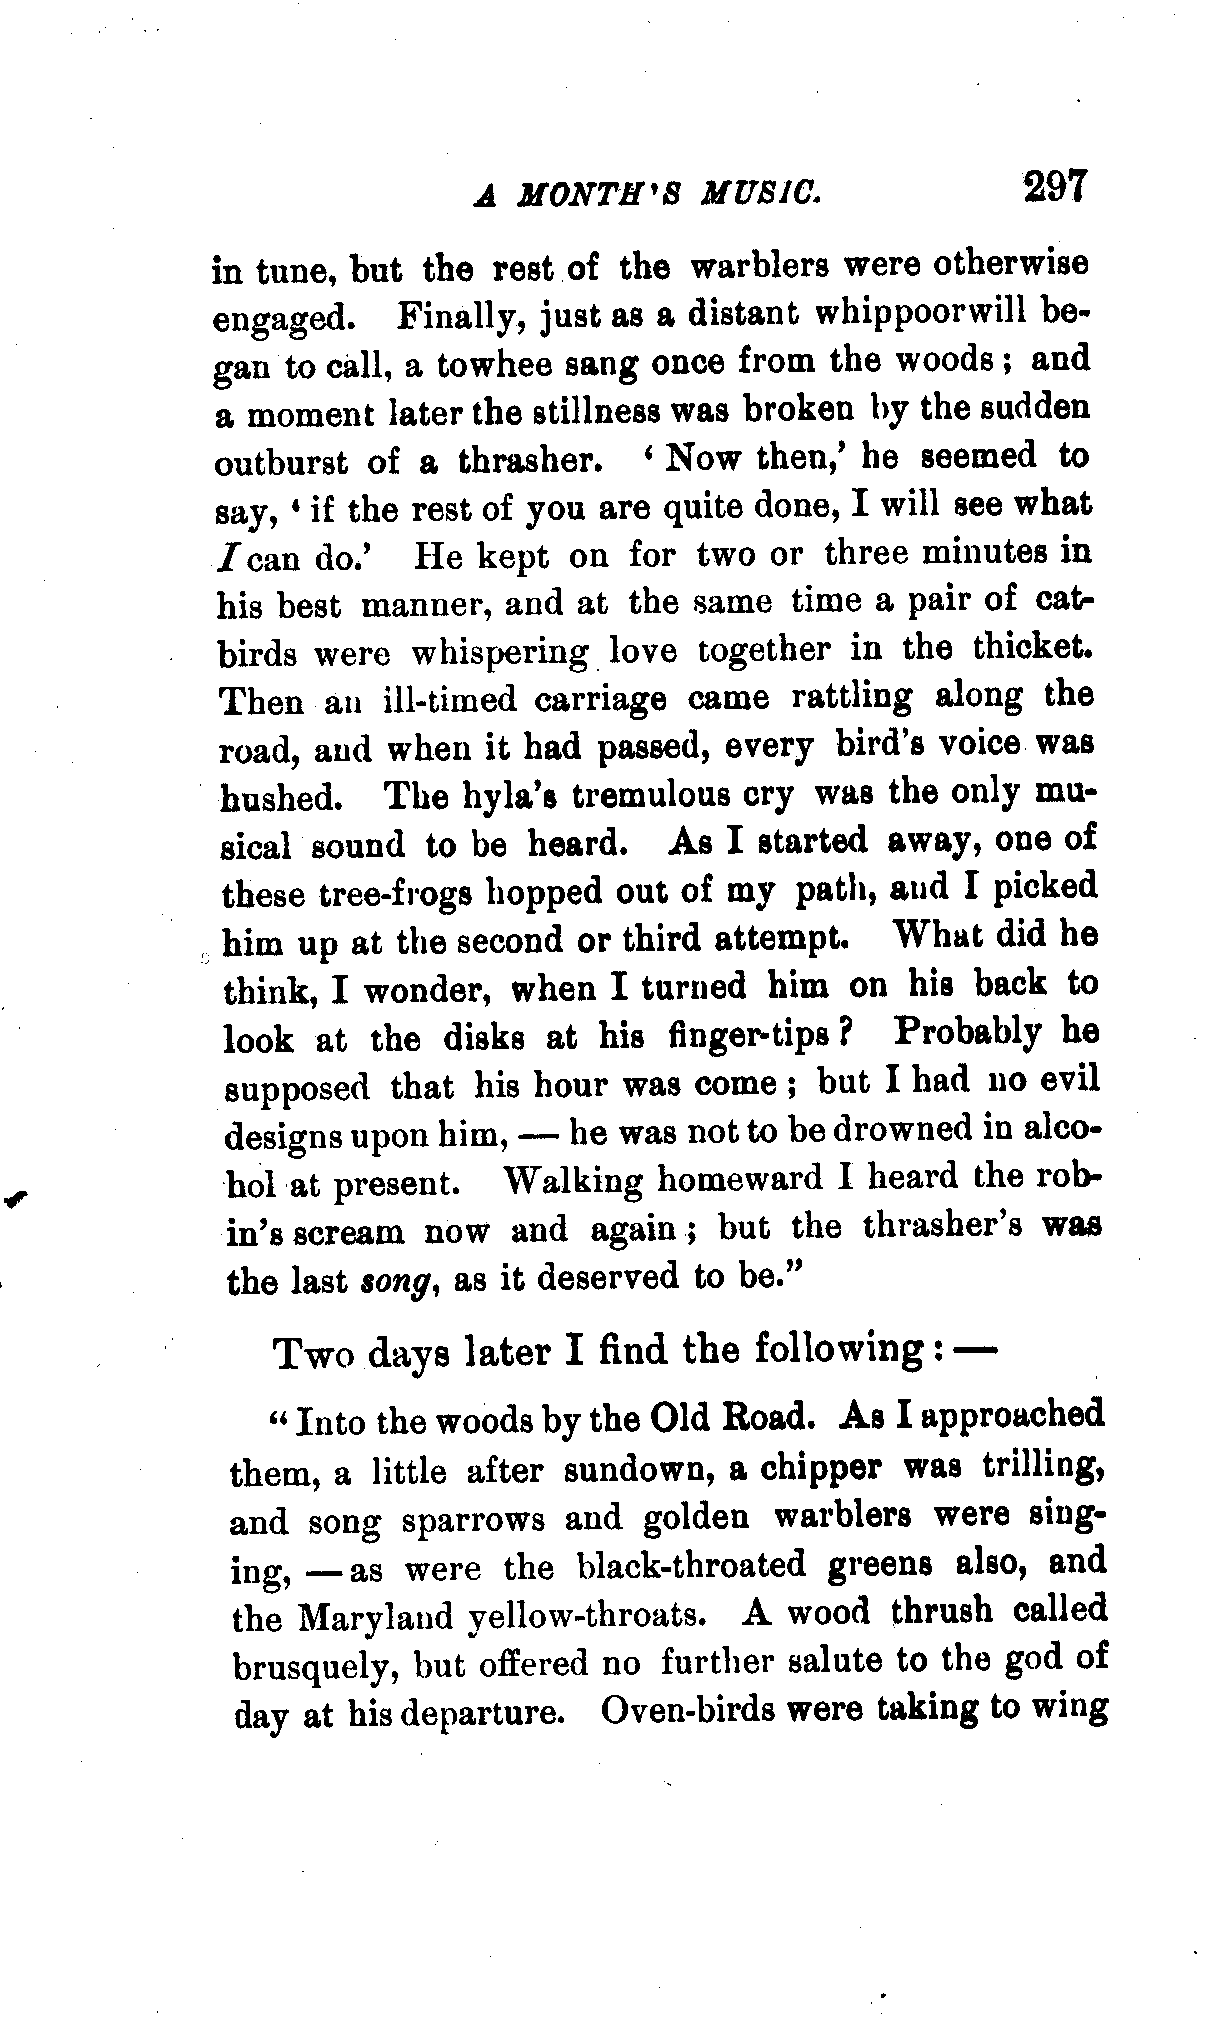 A MONTH'S MUSIC. 297
in tune, but the rest of the warblers were otherwise
engaged. Finally, just as a distant whippoorwill be-
gan to call, a towhee sang once from the woods; and
a moment later the stillness was broken by the sudden
outburst of a thrasher. 'Now then,' he seemed to
say, 'if the rest of you are quite done, I will see what
I can do.' He kept on for two or three minutes in
his best manner, and at the same time a pair of cat-
birds were whispering love together in the thicket.
Then an ill-timed carriage came rattling along the
road, and when it had passed, every bird's voice was
hushed. The hyla's tremulous cry was the only mu-
sical sound to be heard. As I started away, one of
these tree-frogs hopped out of my path, and I picked
him up at the second or third attempt. What did he
think, I wonder, when I turned him on his back to
look at the disks at his finger-tips? Probably he
supposed that his hour was come; but I had no evil
designs upon him, — he was not to be drowned in alco-
hol at present. Walking homeward I heard the rob-
in's scream now and again; but the thrasher's was
the last song, as it deserved to be."
Two days later I find the following: —
"Into the woods by the Old Road. As I approached
them, a little after sundown, a chipper was trilling,
and song sparrows and golden warblers were sing-
ing, — as were the black-throated greens also, and
the Maryland yellow-throats. A wood thrush called
brusquely, but offered no further salute to the god of
day at his departure. Oven-birds were taking to wing